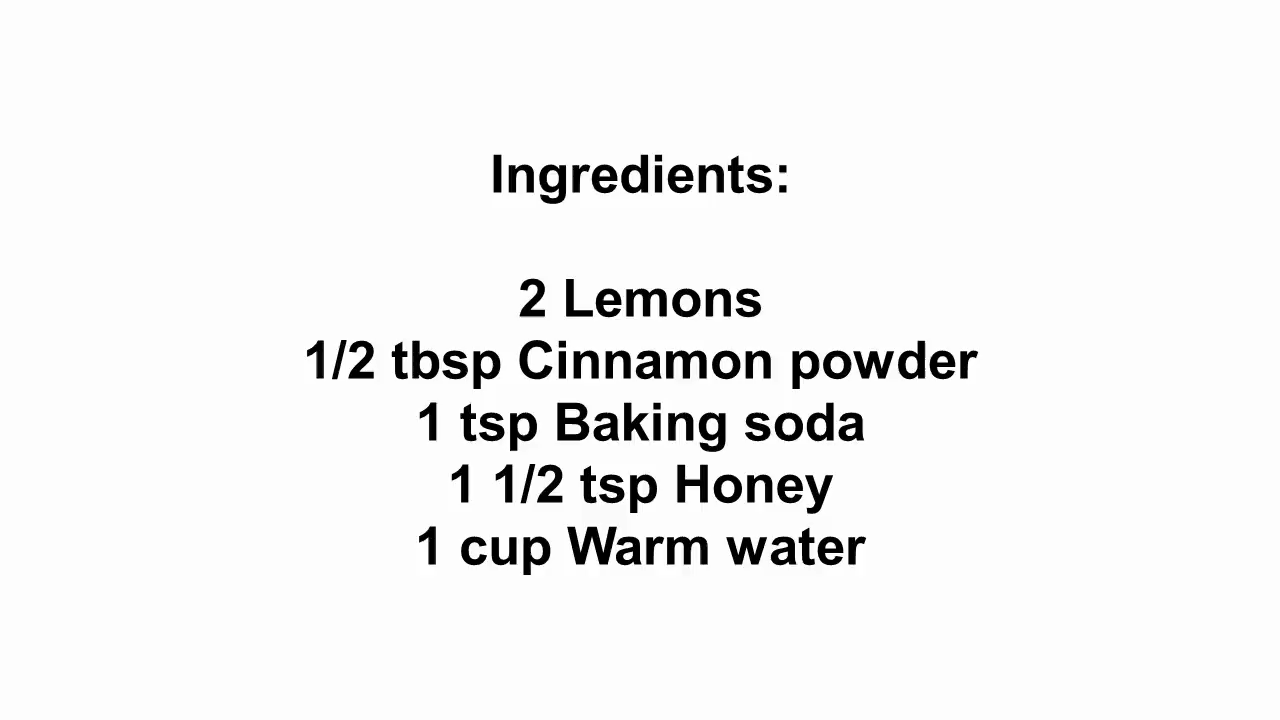 Ingredients:
2 Lemons
1/2 tbsp Cinnamon powder
1 tsp Baking soda
1 1/2 tsp Honey
1 cup Warm water